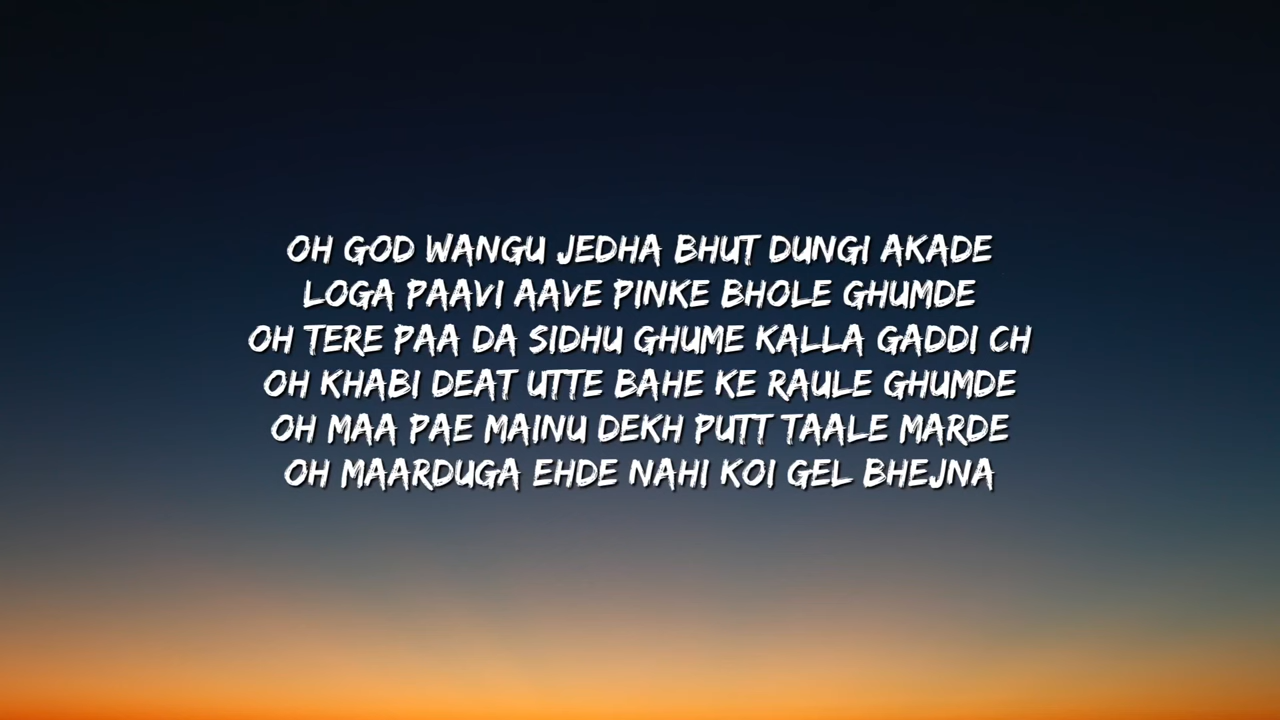 OH GOD WANGU JEDHA BHUT DUNGI AKADE
LOGA PAAVI AAVE PINKE BHOLE GHUMDE
OH TERE PAA DA SIDHU GHUME KALLA GADDI CH
OH KHABI DEAT UTTE BAHE KE RAULE GHUMDE
OH MAA PAE MAINU DEKH PUTT TAALE MARDE
OH MAARDUGA EHDE NAHI KOI GEL BHEJNA